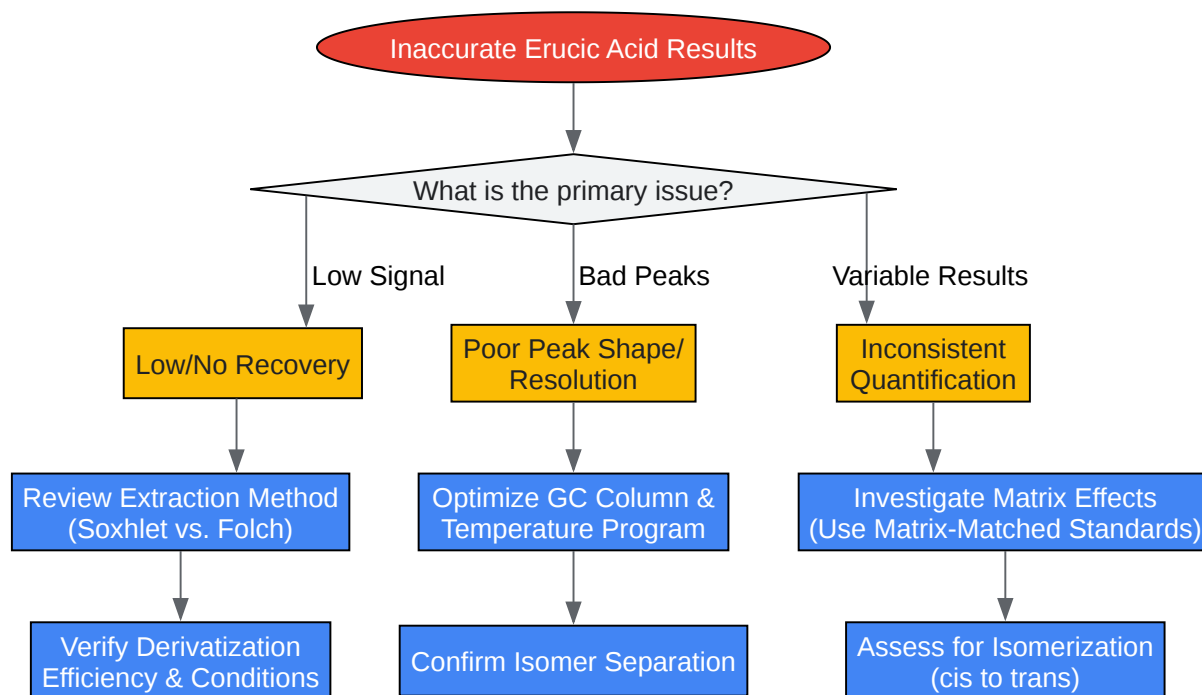 Inaccurate Erucic Acid Results
What is the primary issue?
Low Signal
Bad Peaks
Variable Results
Low/No Recovery
Poor Peak Shape/
Resolution
Inconsistent
Quantification
Review Extraction Method
(Soxhlet vs. Folch)
Optimize GC Column &
Temperature Program
Investigate Matrix Effects
(Use Matrix-Matched Standards)
Verify Derivatization
Efficiency & Conditions
Confirm Isomer Separation
Assess for Isomerization
(cis to trans)